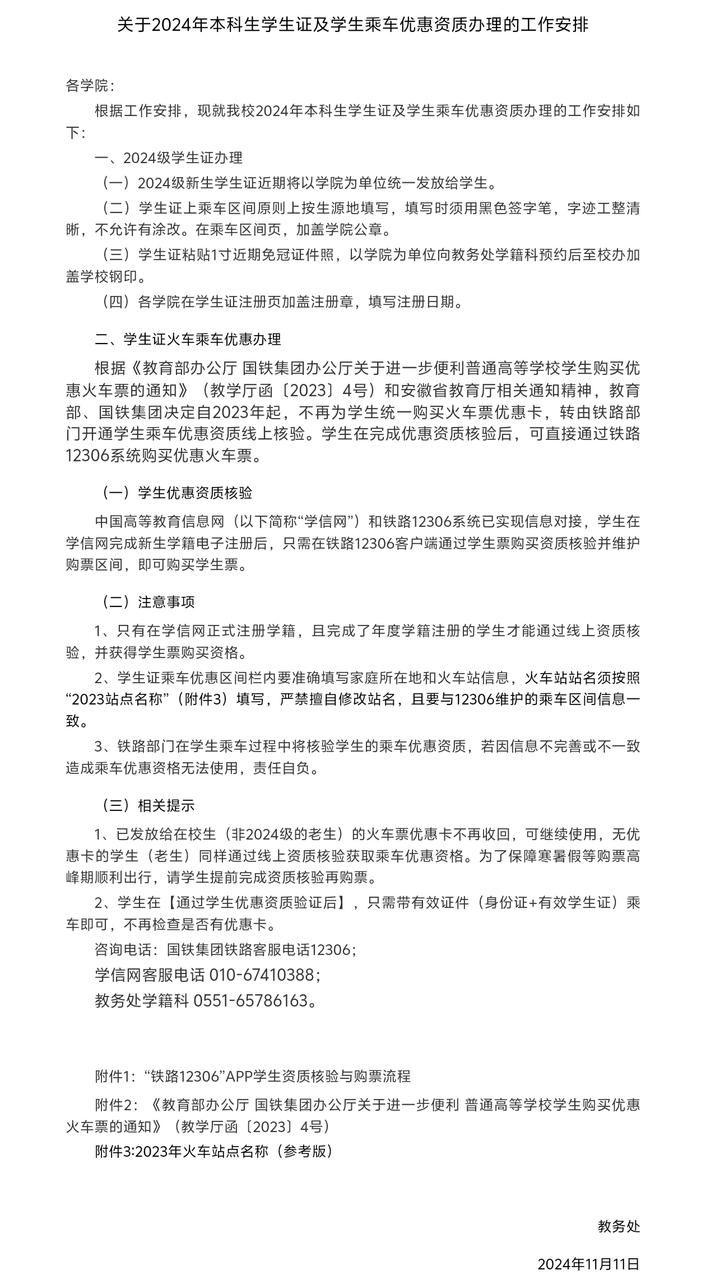 关于2024年本科生学生证及学生乘车优惠资质办理的工作安排
各学院：
根据工作安排，现就我校2024年本科生学生证及学生乘车优惠资质办理的工作安排如
下：
一、2024级学生证办理
（一）2024级新生学生证近期将以学院为单位统一发放给学生。
（二）学生证上乘车区间原则上按生源地填写，填写时须用黑色签字笔，字迹工整清
晰，不允许有涂改。在乘车区间页，加盖学院公章。
（三）学生证粘贴1寸近期免冠证件照，以学院为单位向教务处学籍科预约后至校办加
盖学校钢印。
（四）各学院在学生证注册页加盖注册章，填写注册日期。
二、学生证火车乘车优惠办理
根据《教育部办公厅 国铁集团办公厅关于进一步便利普通高等学校学生购买优
惠火车票的通知》（教学厅函〔2023〕4号）和安徽省教育厅相关通知精神，教育
部、国铁集团决定自2023年起，不再为学生统一购买火车票优惠卡，转由铁路部
门开通学生乘车优惠资质线上核验。学生在完成优惠资质核验后，可直接通过铁路
12306系统购买优惠火车票。
（一）学生优惠资质核验
中国高等教育信息网（以下简称“学信网”）和铁路12306系统已实现信息对接，学生在
学信网完成新生学籍电子注册后，只需在铁路12306客户端通过学生票购买资质核验并维护
购票区间，即可购买学生票。
（二）注意事项
1、只有在学信网正式注册学籍，且完成了年度学籍注册的学生才能通过线上资质核
验，并获得学生票购买资格。
2、学生证乘车优惠区间栏内要准确填写家庭所在地和火车站信息，火车站站名须按照
“2023站点名称”（附件3）填写，严禁擅自修改站名，且要与12306维护的乘车区间信息一
致。
3、铁路部门在学生乘车过程中将核验学生的乘车优惠资质，若因信息不完善或不一致
造成乘车优惠资格无法使用，责任自负。
（三）相关提示
1、已发放给在校生（非2024级的老生）的火车票优惠卡不再收回，可继续使用，无优
惠卡的学生（老生）同样通过线上资质核验获取乘车优惠资格。为了保障寒暑假等购票高
峰期顺利出行，请学生提前完成资质核验再购票。
2、学生在【通过学生优惠资质验证后】，只需带有效证件（身份证+有效学生证）乘
车即可，不再检查是否有优惠卡。
咨询电话：国铁集团铁路客服电话12306；
学信网客服电话 010-67410388；
教务处学籍科 0551-65786163。
附件1：“铁路12306”APP学生资质核验与购票流程
附件2：《教育部办公厅 国铁集团办公厅关于进一步便利 普通高等学校学生购买优惠
火车票的通知》（教学厅函〔2023〕4号）
附件3:2023年火车站点名称（参考版）
教务处
2024年11月11日